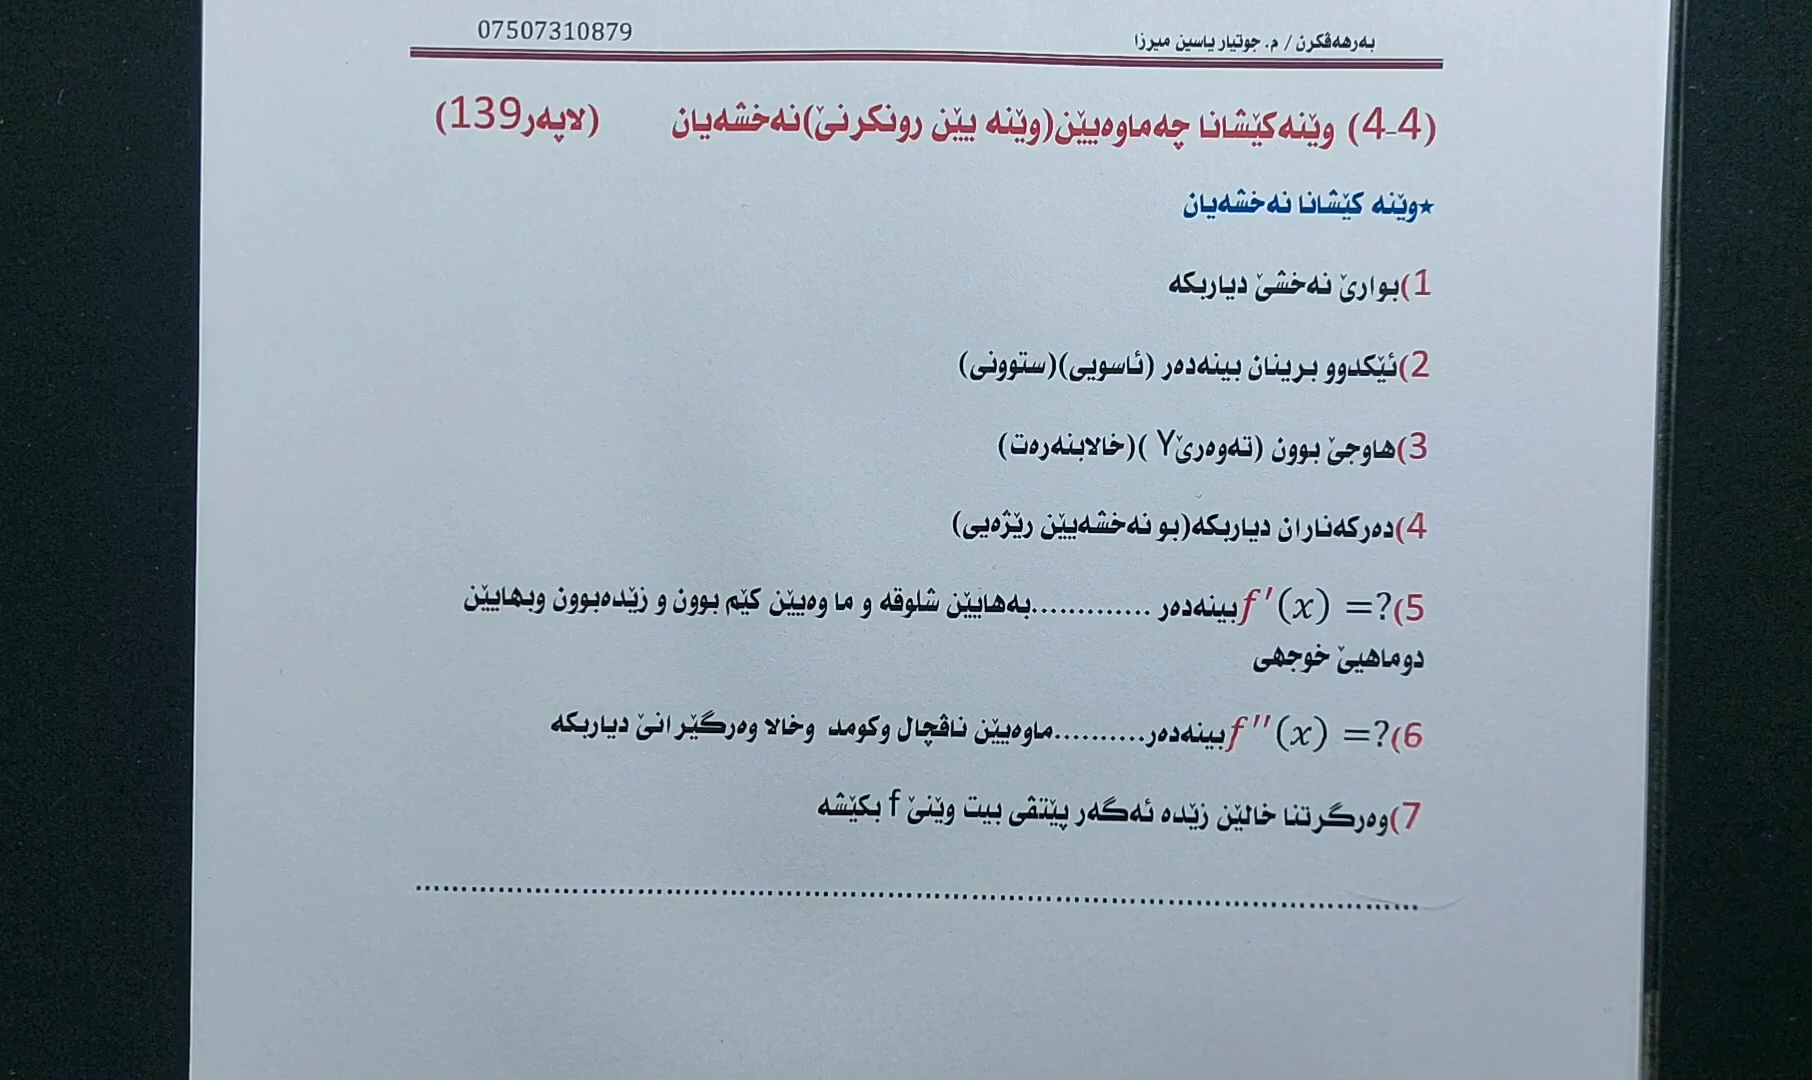 07507310879
بەرهەڤکرن / م. جوتیار یاسین میرزا
(4-4) وێنەکێشانا چەماوەیێن(وێنە یێن رونکرنێ)نەخشەیان (لاپەر139)
★وێنە کێشانا نەخشەیان
1)بوارێ نەخشێ دیاربکە
2)ئێکدوو برینان بینەدەر (ئاسویی)(ستوونی)
3)هاوجێ بوون (تەوەرێY )(خالابنەرەت)
4)دەرکەناران دیاربکە(بو نەخشەیێن رێژەیی)
5)f'(x) =?بینەدەر .............بەهایێن شلوقە و ما وەیێن کێم بوون و زێدەبوون وبهایێن
دوماهیێ خوجهی
6)f''(x) =?بینەدەر..........ماوەیێن ناڤچال وکومد وخالا وەرگێرانێ دیاربکە
7)وەرگرتنا خالێن زێدە ئەگەر پێتڤی بیت وێنێ f بکێشە